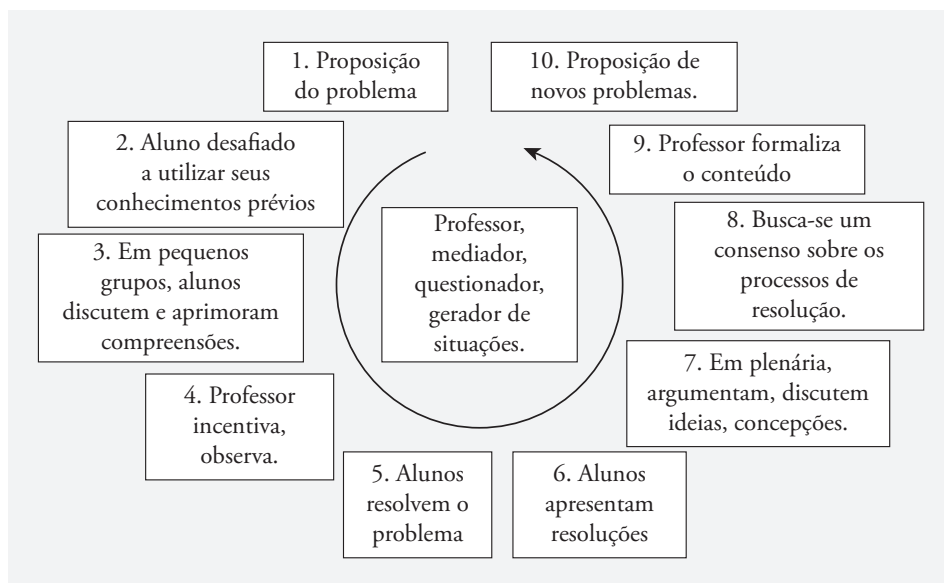 1. Proposição
do problema
2. Aluno desafiado
a utilizar seus
conhecimentos prévios
3. Em pequenos
grupos, alunos
discutem e aprimoram
compreensões.
4. Professor
incentiva,
observa.
5. Alunos
resolvem o
problema
6. Alunos
apresentam
resoluções
7. Em plenária,
argumentam, discutem
ideias, concepções.
8. Busca-se um
consenso sobre os
processos de
resolução.
9. Professor formaliza
o conteúdo
10. Proposição de
novos problemas.
Professor,
mediador,
questionador,
gerador de
situações.